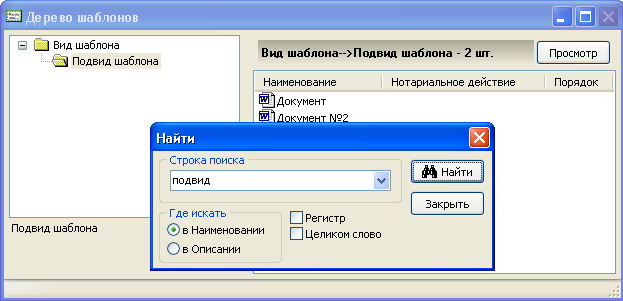 Дерево шаблонов
Вид шаблона
Подвид шаблона
Вид шаблона-->Подвид шаблона - 2 шт.
Просмотр
Наименование Нотариальное действие Порядок
Документ
Документ №2
Найти
Строка поиска
подвид
Найти
Закрыть
Где искать
в Наименовании
в Описании
Регистр
Целиком слово
Подвид шаблона